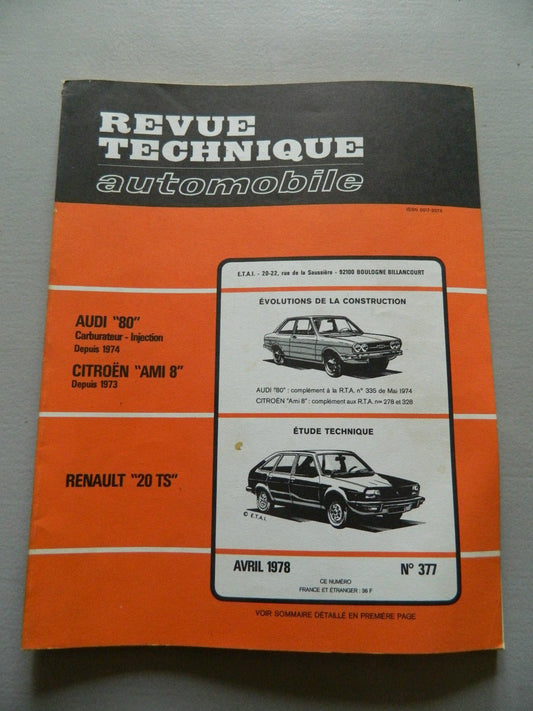 REVUE
TECHNIQUE
automobile
ISSN 0017-307X
E.T.A.I. - 20-22, rue de la Saussière - 92100 BOULOGNE BILLANCOURT
ÉVOLUTIONS DE LA CONSTRUCTION
AUDI "80"
Carburateur - Injection
Depuis 1974
CITROËN "AMI 8"
Depuis 1973
AUDI "80" : complément à la R.T.A. n° 335 de Mai 1974
CITROËN "Ami 8" : complément aux R.T.A. nos 278 et 328
ÉTUDE TECHNIQUE
RENAULT "20 TS"
© E.T.A.I.
AVRIL 1978 N° 377
CE NUMÉRO
FRANCE ET ÉTRANGER : 36 F
VOIR SOMMAIRE DÉTAILLÉ EN PREMIÈRE PAGE